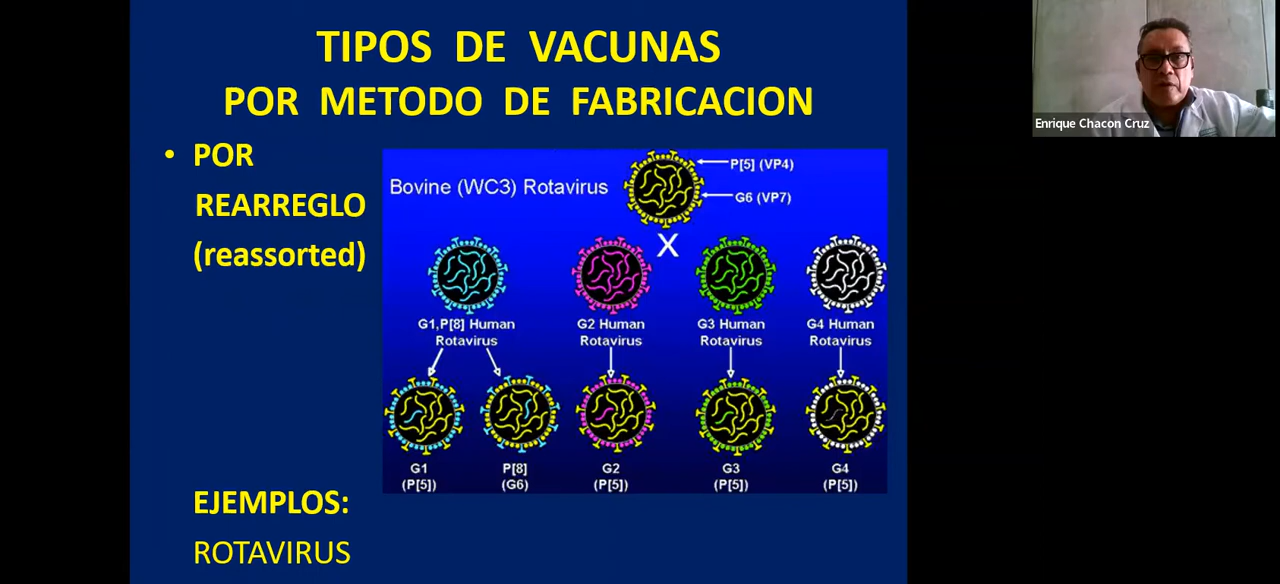 TIPOS DE VACUNAS
POR METODO DE FABRICACION
• POR
REARREGLO
(reassorted)
Bovine (WC3) Rotavirus
P[5] (VP4)
G6 (VP7)
X
G1,P[8] Human
Rotavirus
G2 Human
Rotavirus
G3 Human
Rotavirus
G4 Human
Rotavirus
G1
(P[5])
P[8]
(G6)
G2
(P[5])
G3
(P[5])
G4
(P[5])
EJEMPLOS:
ROTAVIRUS
Enrique Chacon Cruz